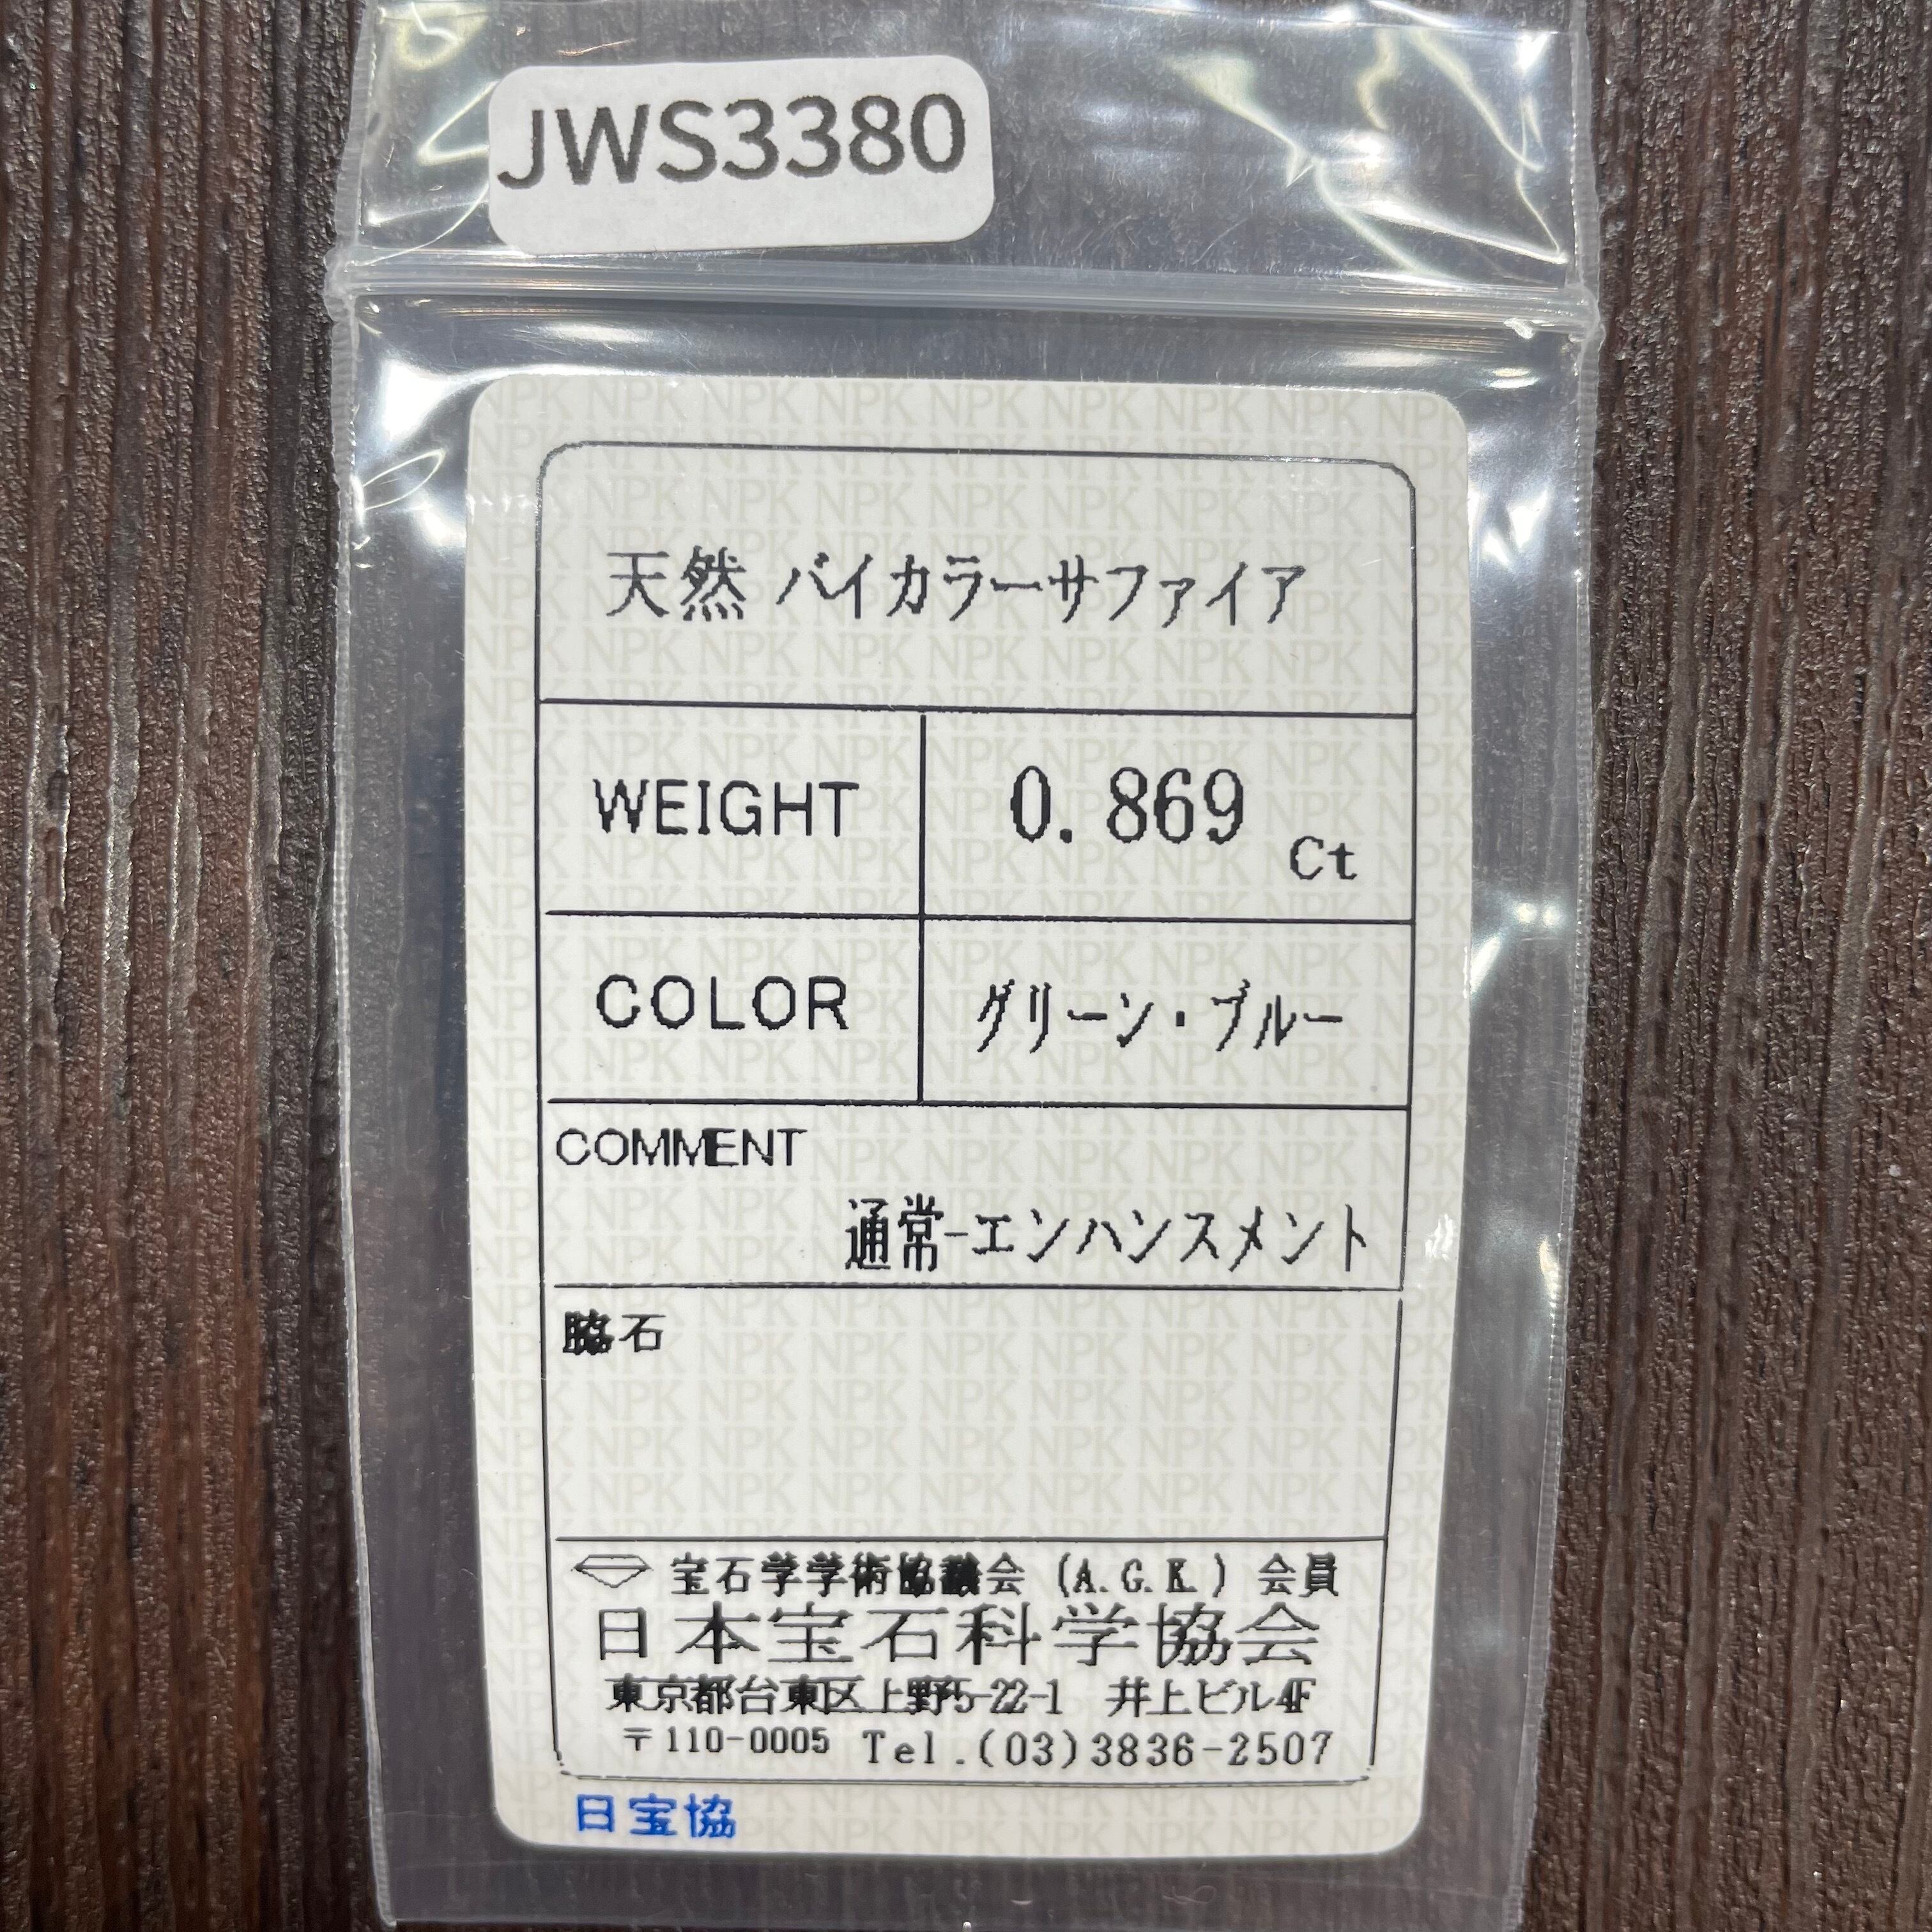 JWS3380
天然 バイカラーサファイア
WEIGHT 0.869 Ct
COLOR グリーン・ブルー
COMMENT
通常-エンハンスメント
脇石
宝石学学術協議会 (A.G.K.) 会員
日本宝石科学協会
東京都台東区上野5-22-1 井上ビル4F
〒110-0005 Tel.(03)3836-2507
日宝協